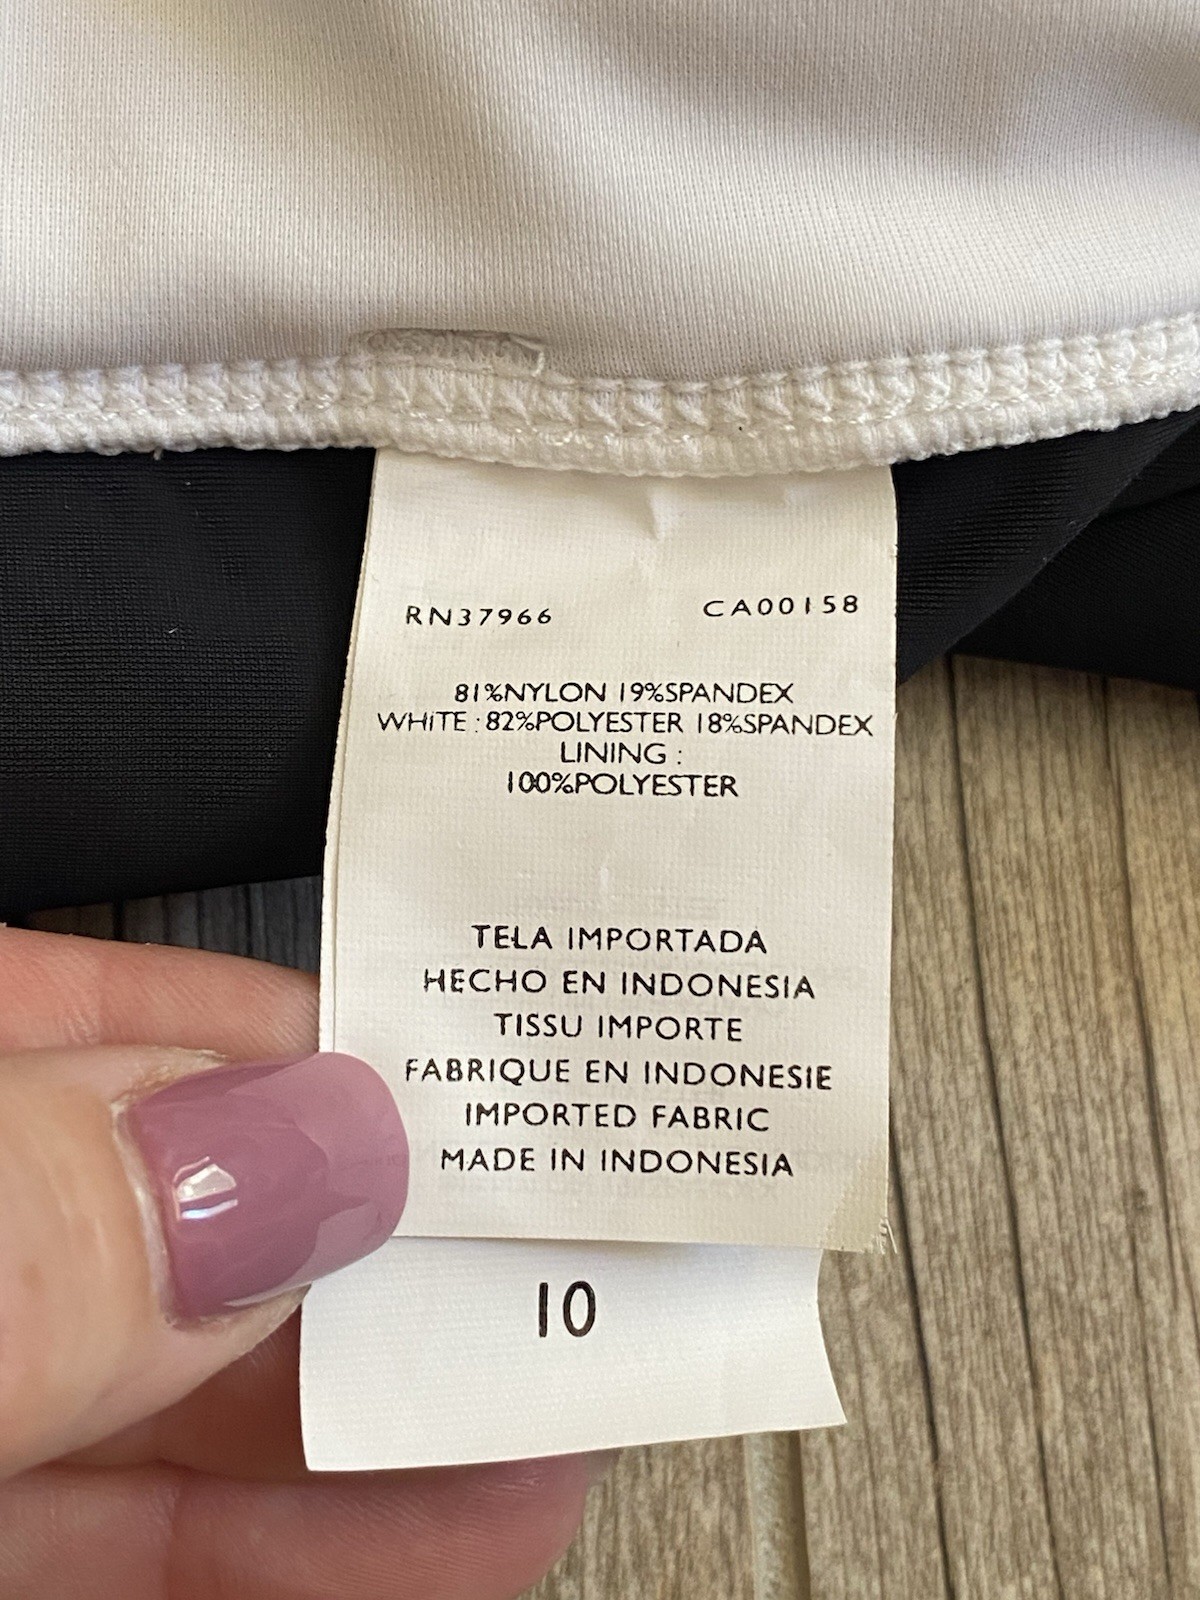 RN37966 CA00158
81%NYLON 19%SPANDEX
WHITE : 82%POLYESTER 18%SPANDEX
LINING :
100%POLYESTER
TELA IMPORTADA
HECHO EN INDONESIA
TISSU IMPORTE
FABRIQUE EN INDONESIE
IMPORTED FABRIC
MADE IN INDONESIA
10